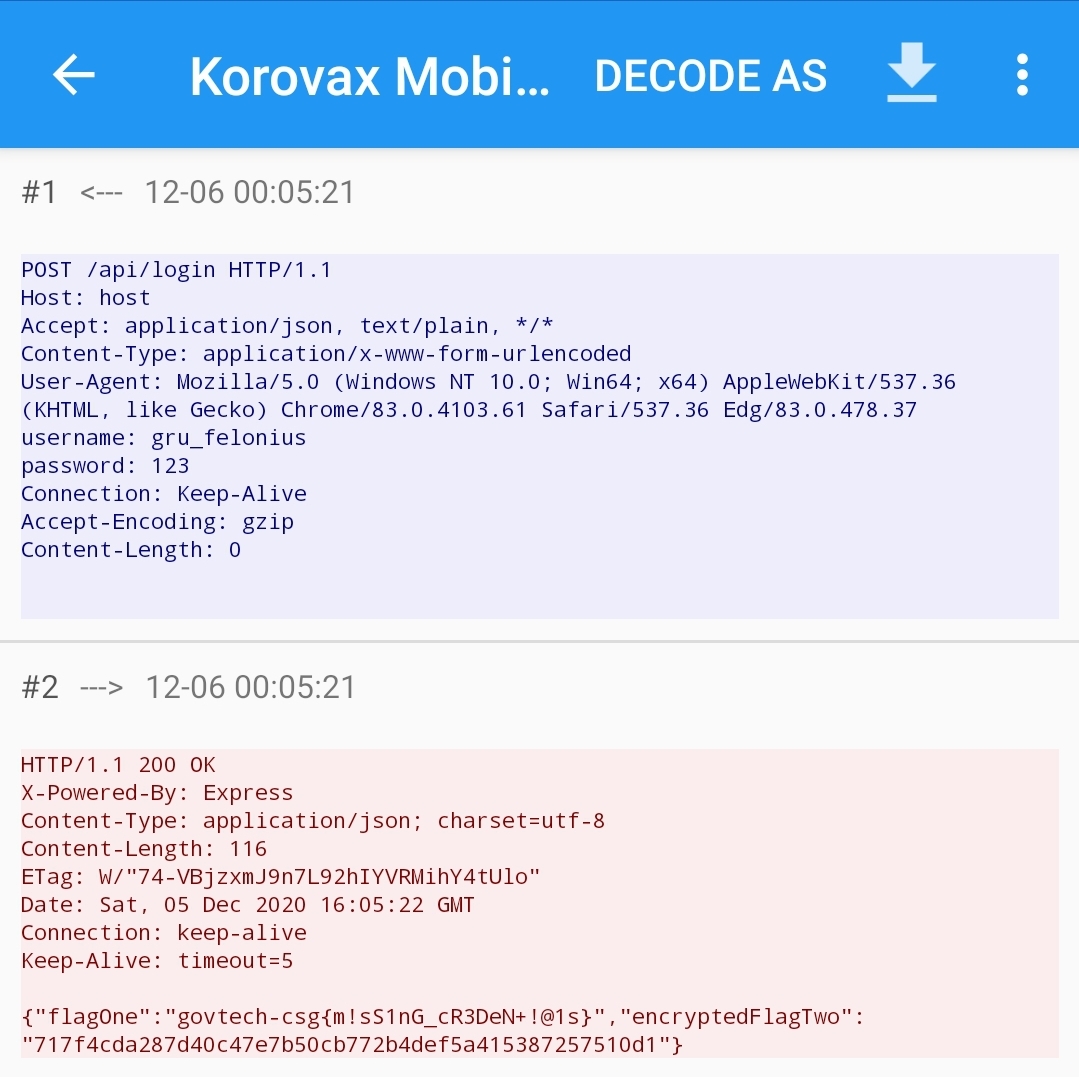 Korovax Mobi... DECODE AS
#1 <--- 12-06 00:05:21
POST /api/login HTTP/1.1
Host: host
Accept: application/json, text/plain, */*
Content-Type: application/x-www-form-urlencoded
User-Agent: Mozilla/5.0 (Windows NT 10.0; Win64; x64) AppleWebKit/537.36
(KHTML, like Gecko) Chrome/83.0.4103.61 Safari/537.36 Edg/83.0.478.37
username: gru_felonius
password: 123
Connection: Keep-Alive
Accept-Encoding: gzip
Content-Length: 0
#2 ---> 12-06 00:05:21
HTTP/1.1 200 OK
X-Powered-By: Express
Content-Type: application/json; charset=utf-8
Content-Length: 116
ETag: W/"74-VBjzxmJ9n7L92hIYVRMihY4tUlo"
Date: Sat, 05 Dec 2020 16:05:22 GMT
Connection: keep-alive
Keep-Alive: timeout=5
{"flagOne":"govtech-csg{m!sS1nG_cR3DeN+!@1s}","encryptedFlagTwo":
"717f4cda287d40c47e7b50cb772b4def5a415387257510d1"}